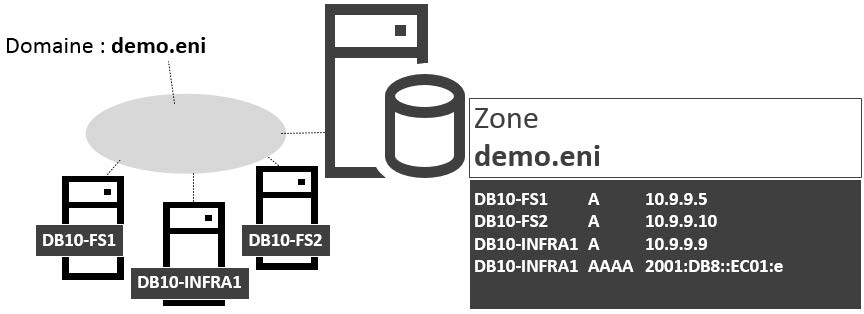 Domaine : demo.eni
Zone
demo.eni
DB10-FS1 A 10.9.9.5
DB10-FS2 A 10.9.9.10
DB10-INFRA1 A 10.9.9.9
DB10-INFRA1 AAAA 2001:DB8::EC01:e
DB10-FS1
DB10-FS2
DB10-INFRA1